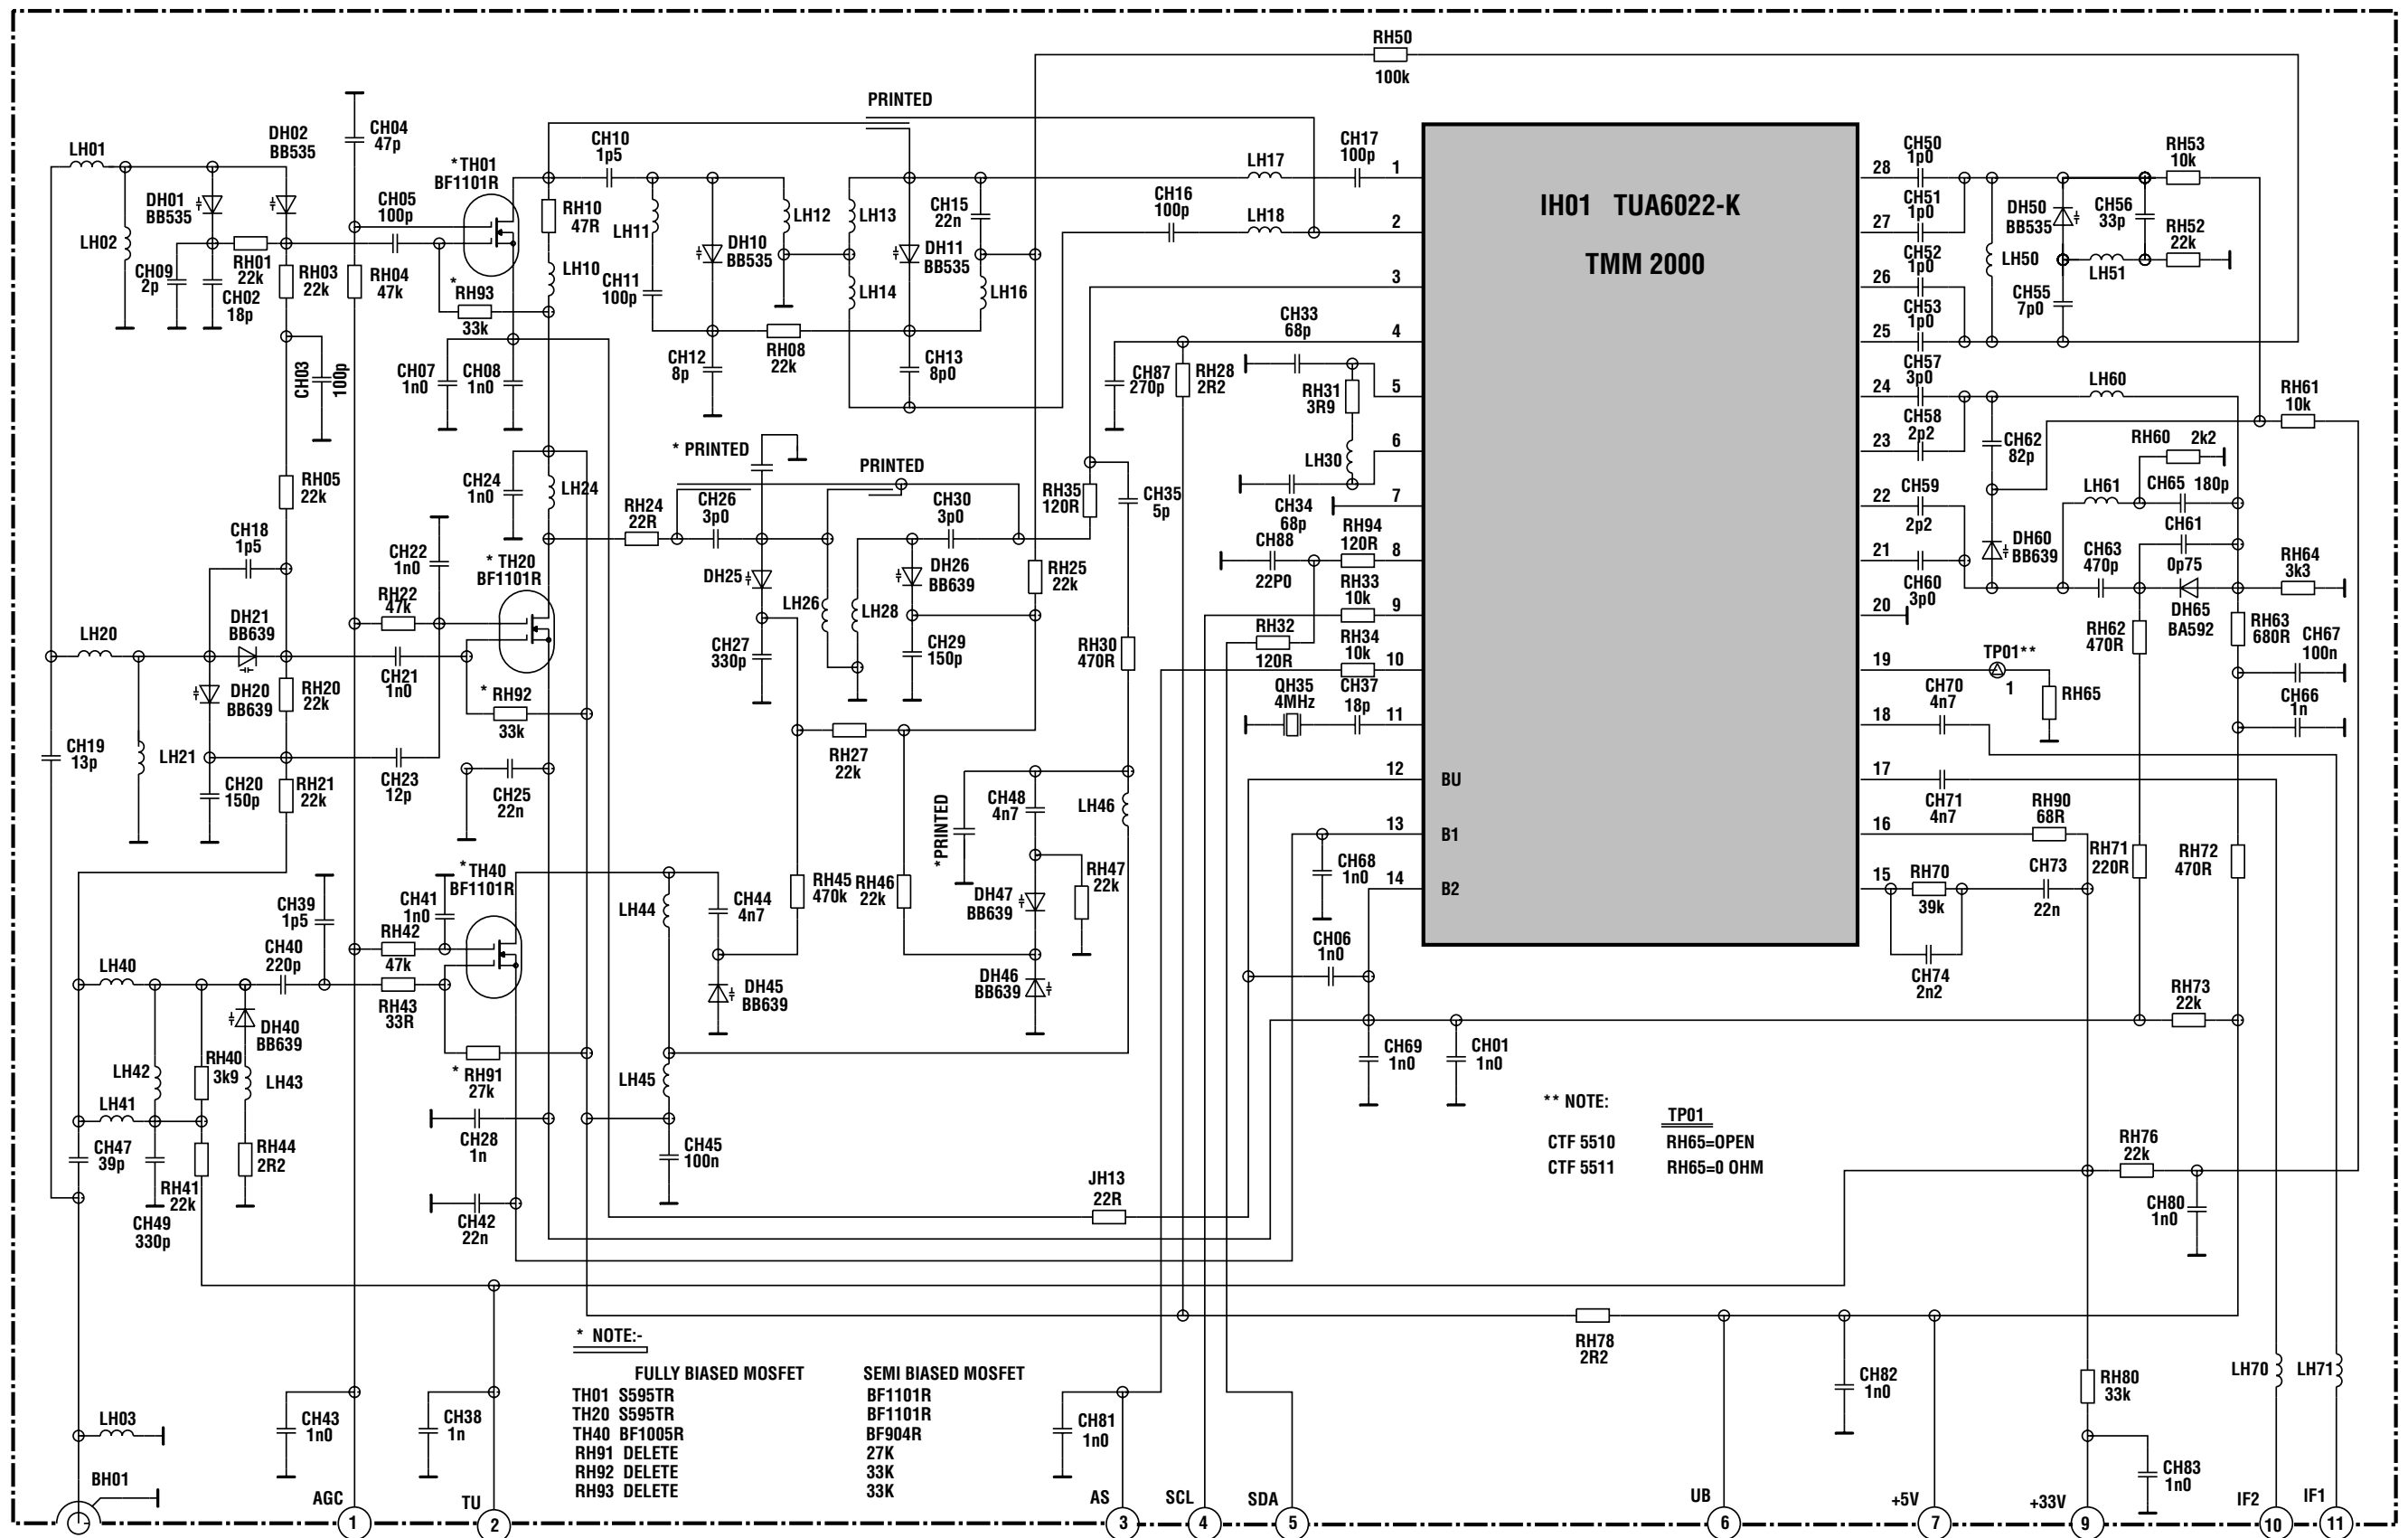 RH50
100k
PRINTED
LH01
DH02
BB535
CH04
47p
*TH01
BF1101R
CH10
1p5
CH05
100p
DH01
BB535
LH02
CH09
2p
RH01
22k
CH02
18p
RH03
22k
RH04
47k
*RH93
33k
RH10
47R
LH10
LH11
CH11
100p
DH10
BB535
LH12
LH13
CH15
22n
DH11
BB535
LH14
LH16
CH12
8p
RH08
22k
CH13
8p0
CH03
100p
CH07
1n0
CH08
1n0
LH17
CH17
100p
CH16
100p
LH18
CH33
68p
CH87
270p
RH28
2R2
RH31
3R9
LH30
CH34
68p
CH88
22P0
RH94
120R
RH33
10k
RH32
120R
RH34
10k
QH35
4MHz
CH37
18p
IH01 TUA6022-K
TMM 2000
1
2
3
4
5
6
7
8
9
10
11
12 BU
13 B1
14 B2
28
27
26
25
24
23
22
21
20
19
18
17
16
15
CH50
1p0
CH51
1p0
CH52
1p0
CH53
1p0
CH57
3p0
CH58
2p2
CH59
2p2
CH60
3p0
DH50
BB535
CH56
33p
RH53
10k
RH52
22k
LH50
LH51
CH55
7p0
LH60
RH61
10k
CH62
82p
RH60
2k2
LH61
CH65
180p
CH61
0p75
DH60
BB639
CH63
470p
DH65
BA592
RH64
3k3
RH62
470R
RH63
680R
CH67
100n
CH66
1n
TP01**
1
RH65
CH70
4n7
CH71
4n7
RH90
68R
RH70
39k
CH73
22n
CH74
2n2
RH71
220R
RH72
470R
RH73
22k
* PRINTED
PRINTED
CH24
1n0
LH24
RH24
22R
CH26
3p0
CH30
3p0
RH35
120R
CH35
5p
RH05
22k
CH18
1p5
CH22
1n0
* TH20
BF1101R
RH22
47k
DH25
DH26
BB639
RH25
22k
LH26
LH28
CH27
330p
CH29
150p
RH30
470R
DH21
BB639
LH20
DH20
BB639
RH20
22k
CH21
1n0
* RH92
33k
CH19
13p
LH21
CH20
150p
RH21
22k
CH23
12p
CH25
22n
RH27
22k
*PRINTED
CH48
4n7
LH46
*TH40
BF1101R
CH39
1p5
CH41
1n0
RH42
47k
CH40
220p
LH40
RH43
33R
LH44
CH44
4n7
RH45
470k
RH46
22k
DH47
BB639
RH47
22k
DH45
BB639
DH46
BB639
CH68
1n0
CH06
1n0
CH69
1n0
CH01
1n0
DH40
BB639
LH42
RH40
3k9
LH43
* RH91
27k
LH45
LH41
CH47
39p
CH28
1n
CH45
100n
RH44
2R2
RH41
22k
CH49
330p
CH42
22n
JH13
22R
** NOTE:
TP01
CTF 5510 RH65=OPEN
CTF 5511 RH65=0 OHM
RH76
22k
CH80
1n0
RH78
2R2
* NOTE:-
FULLY BIASED MOSFET SEMI BIASED MOSFET
TH01 S595TR BF1101R
TH20 S595TR BF1101R
TH40 BF1005R BF904R
RH91 DELETE 27K
RH92 DELETE 33K
RH93 DELETE 33K
LH03
BH01
CH43
1n0
CH38
1n
CH81
1n0
CH82
1n0
RH80
33k
CH83
1n0
LH70
LH71
AGC
TU
AS
SCL
SDA
UB
+5V
+33V
IF2
IF1
1
2
3
4
5
6
7
9
10
11